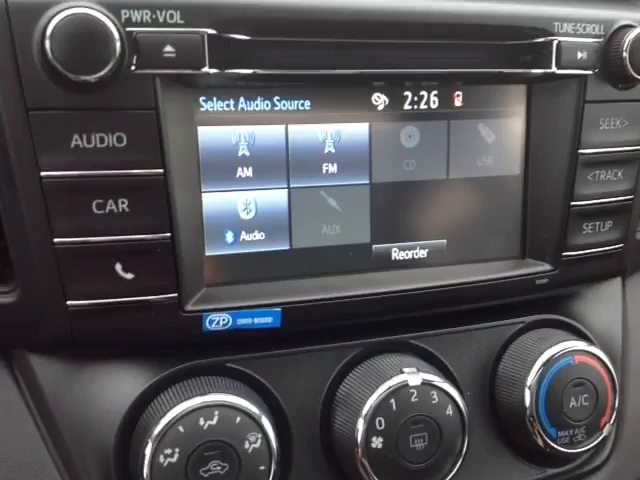 PWR•VOL
TUNE•SCROLL
Select Audio Source
2:26
AUDIO
AM
FM
CD
USB
SEEK>
CAR
Audio
AUX
<TRACK
Reorder
SETUP
ZP
0 1 2 3 4
A/C
MAX A/C
USE